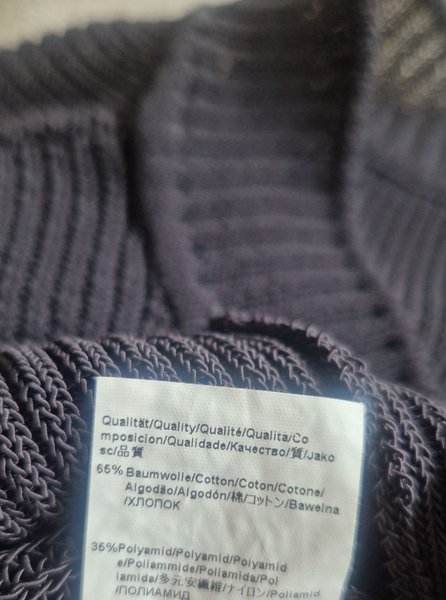 Qualität/Quality/Qualité/Qualita/Co
mposicion/Qualidade/Качество/質/Jako
sc/品質
65% Baumwolle/Cotton/Coton/Cotone/
Algodão/Algodón/棉/コットン/Bawełna
/ХЛОПОК
35%Polyamid/Polyamid/Polyamid
e/Poliammide/Poliamida/Pol
iamida/多元安繊維/ナイロン/Poliamid
/ПОЛИАМИД